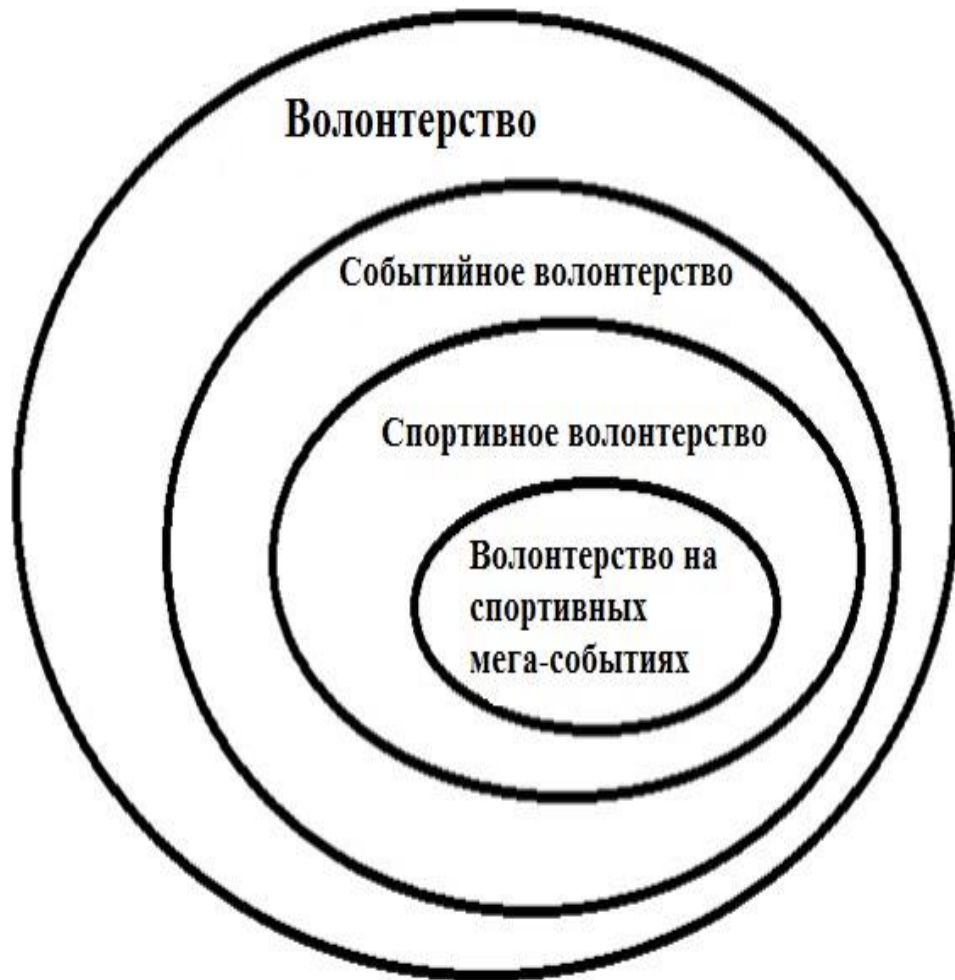 Волонтерство
Событийное волонтерство
Спортивное волонтерство
Волонтерство на
спортивных
мега-событиях